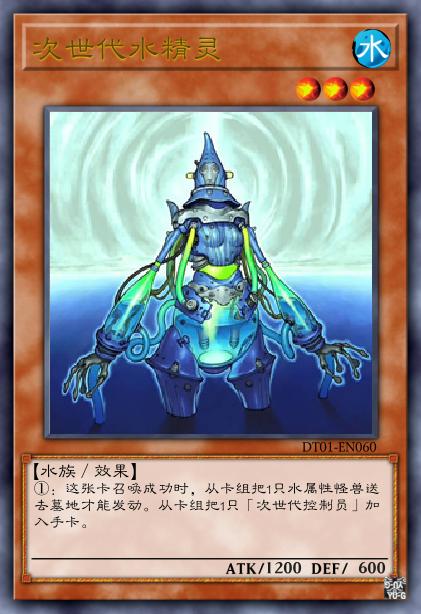 次世代水精灵
水
DT01-EN060
【水族／效果】
①：这张卡召唤成功时，从卡组把1只水属性怪兽送
去墓地才能发动。从卡组把1只「次世代控制员」加
入手卡。
ATK/1200 DEF/ 600